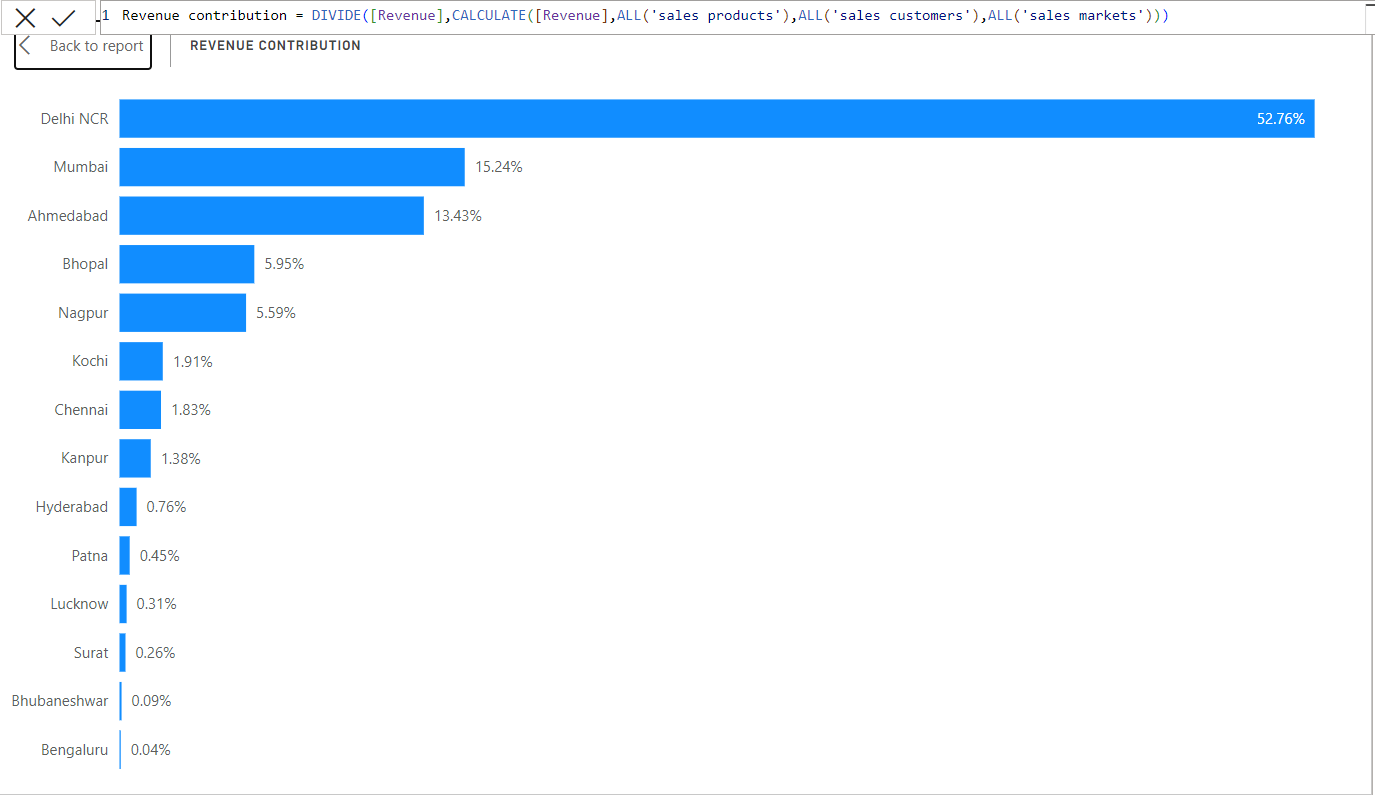 1 Revenue contribution = DIVIDE([Revenue],CALCULATE([Revenue],ALL('sales products'),ALL('sales customers'),ALL('sales markets')))
Back to report
REVENUE CONTRIBUTION
Delhi NCR 52.76%
Mumbai 15.24%
Ahmedabad 13.43%
Bhopal 5.95%
Nagpur 5.59%
Kochi 1.91%
Chennai 1.83%
Kanpur 1.38%
Hyderabad 0.76%
Patna 0.45%
Lucknow 0.31%
Surat 0.26%
Bhubaneshwar 0.09%
Bengaluru 0.04%